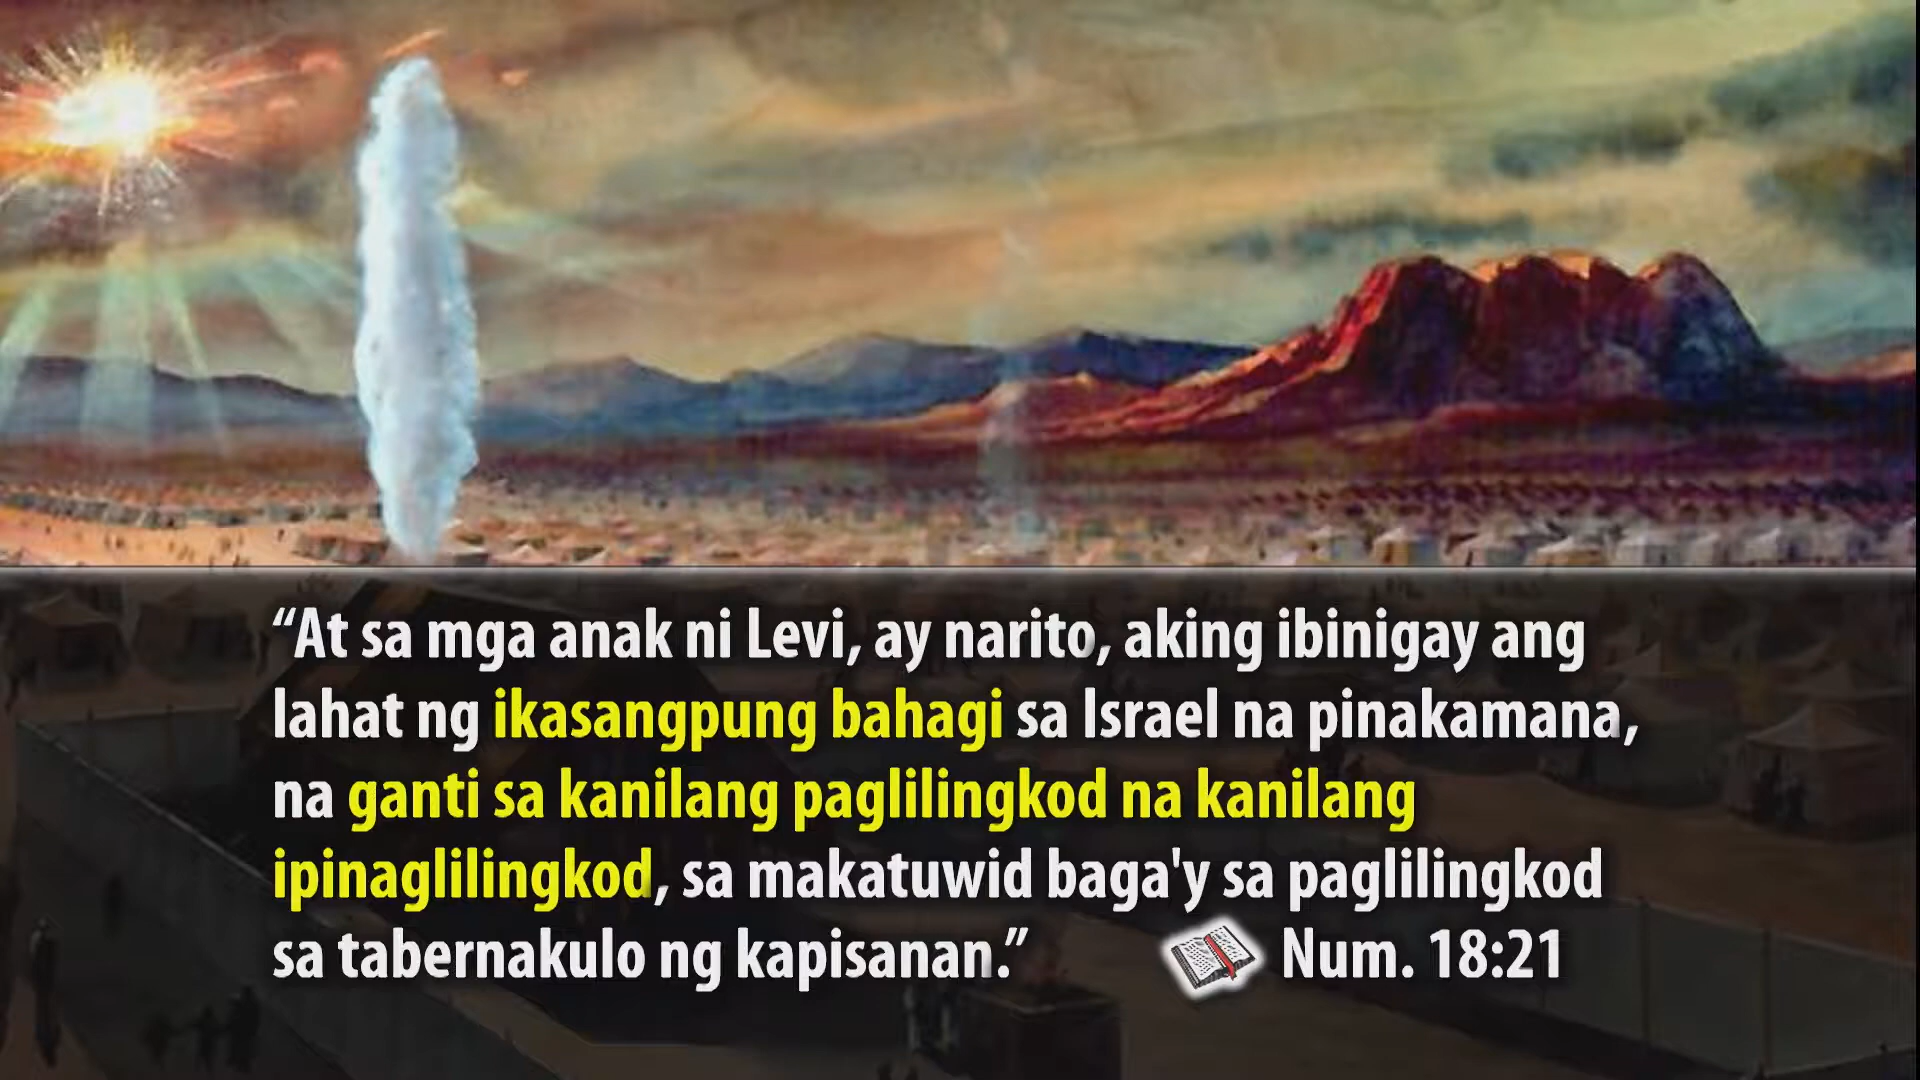 “At sa mga anak ni Levi, ay narito, aking ibinigay ang
lahat ng ikasangpung bahagi sa Israel na pinakamana,
na ganti sa kanilang paglilingkod na kanilang
ipinaglilingkod, sa makatuwid baga'y sa paglilingkod
sa tabernakulo ng kapisanan.” Num. 18:21